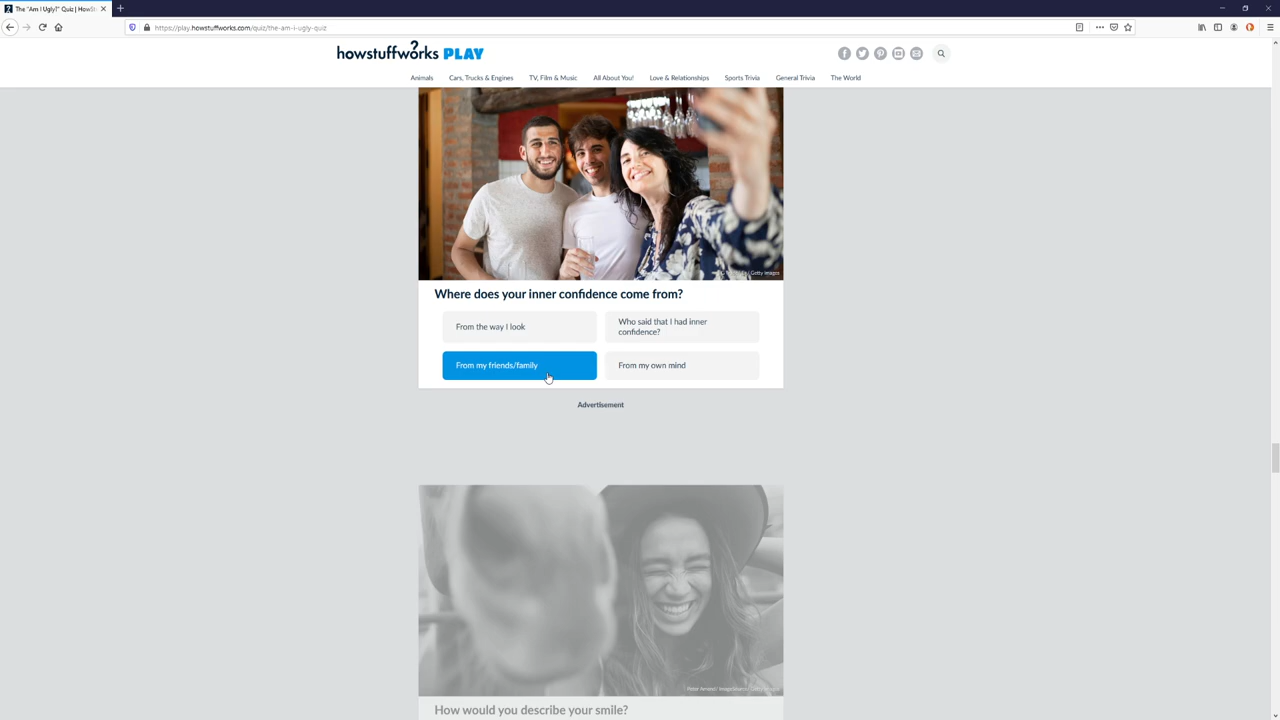 The "Am I Ugly?" Quiz | HowSt
https://play.howstuffworks.com/quiz/the-am-i-ugly-quiz
howstuffworks PLAY
Animals
Cars, Trucks & Engines
TV, Film & Music
All About You!
Love & Relationships
Sports Trivia
General Trivia
The World
Getty Images
Where does your inner confidence come from?
From the way I look
Who said that I had inner
confidence?
From my friends/family
From my own mind
Advertisement
How would you describe your smile?